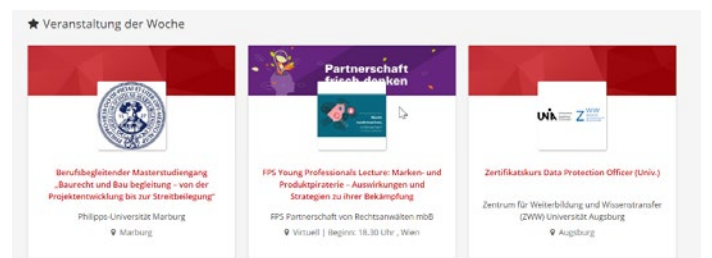 Veranstaltung der Woche
Partnerschaft
frisch denken
UNA
ZWW
Berufsbegleitender Masterstudiengang
„Baurecht und Bau begleitung – von der
Projektentwicklung bis zur Streitbeilegung"
Philipps-Universität Marburg
Marburg
FPS Young Professionals Lecture: Marken- und
Produktpiraterie – Auswirkungen und
Strategien zu ihrer Bekämpfung
FPS Partnerschaft von Rechtsanwälten mbB
Virtuell | Beginn: 18.30 Uhr , Wien
Zertifikatskurs Data Protection Officer (Univ.)
Zentrum für Weiterbildung und Wissenstransfer
(ZWW) Universität Augsburg
Augsburg